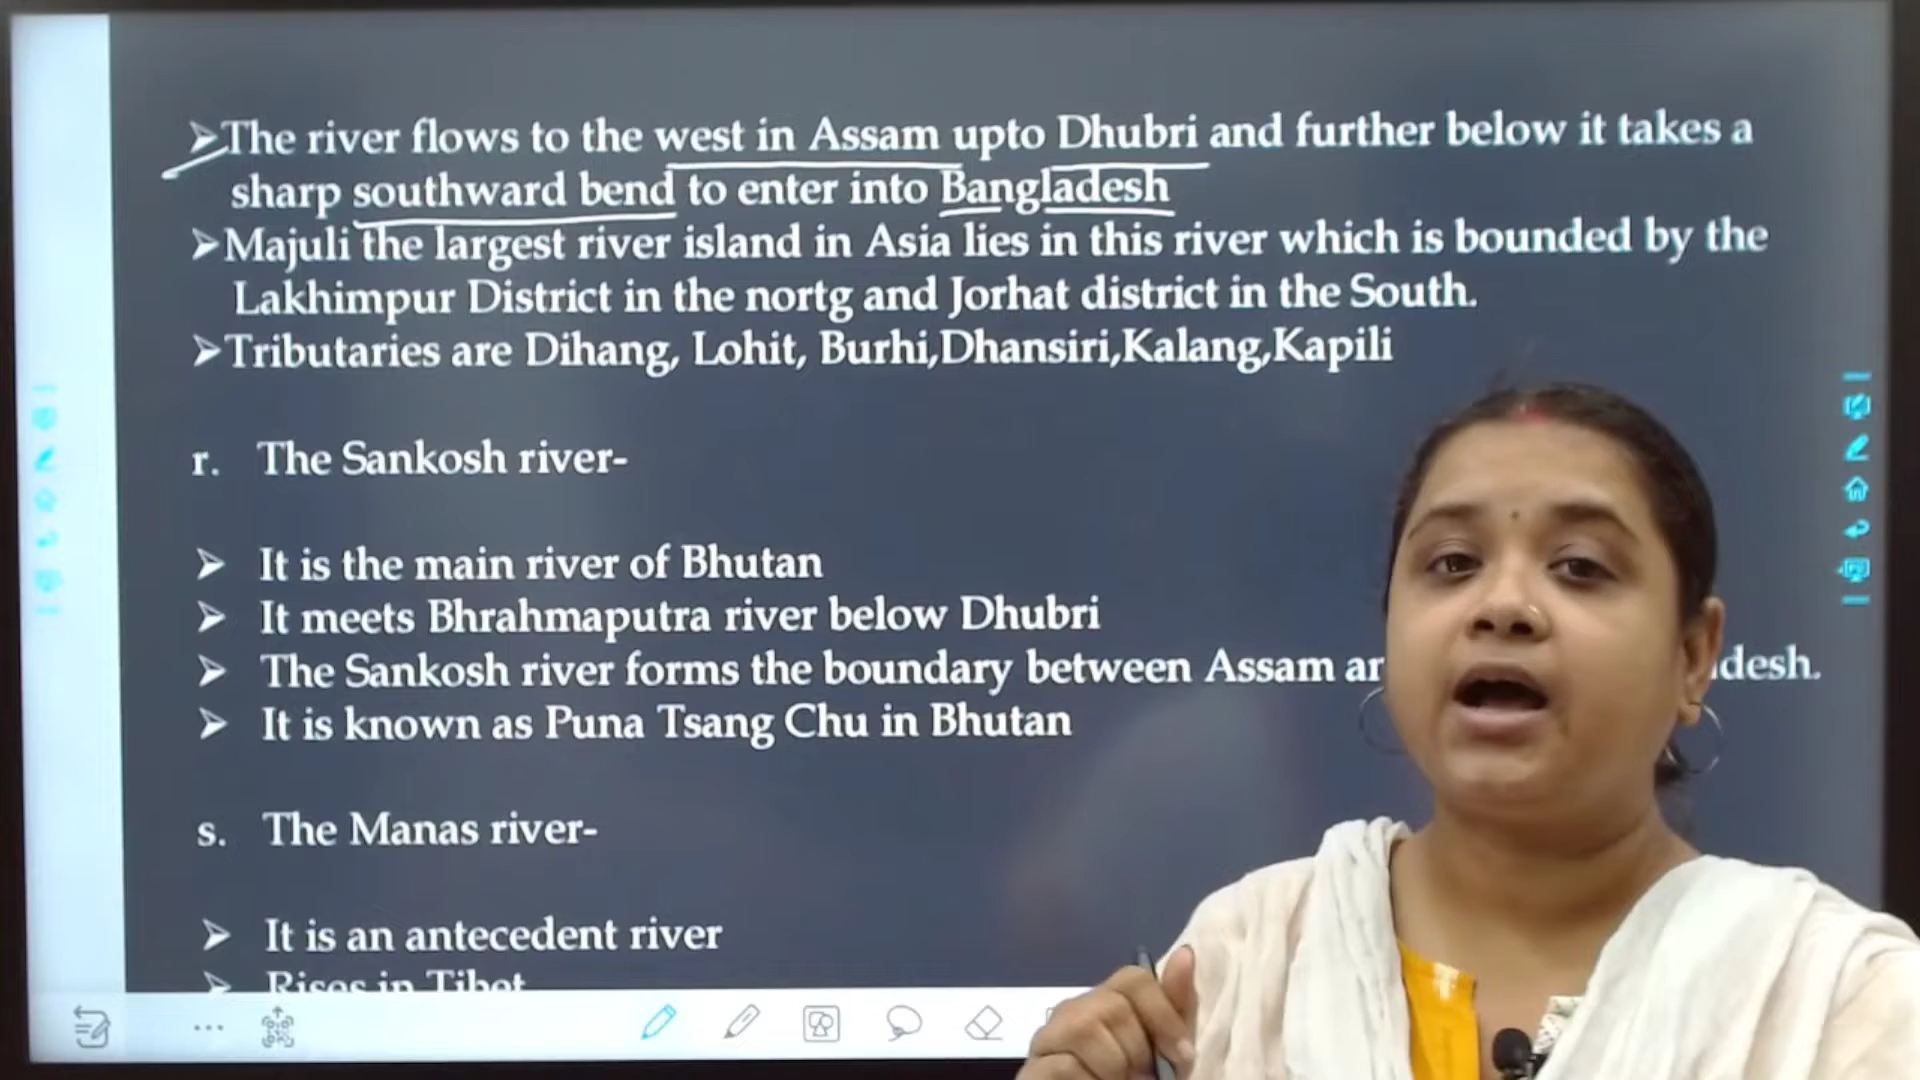 ➢The river flows to the west in Assam upto Dhubri and further below it takes a
sharp southward bend to enter into Bangladesh
➢Majuli the largest river island in Asia lies in this river which is bounded by the
Lakhimpur District in the nortg and Jorhat district in the South.
➢Tributaries are Dihang, Lohit, Burhi,Dhansiri,Kalang,Kapili
r. The Sankosh river-
➢ It is the main river of Bhutan
➢ It meets Bhrahmaputra river below Dhubri
➢ The Sankosh river forms the boundary between Assam ar desh.
➢ It is known as Puna Tsang Chu in Bhutan
s. The Manas river-
➢ It is an antecedent river
➢ Rises in Tibet